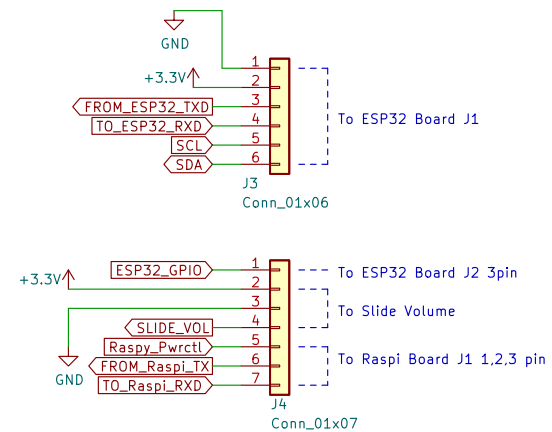 GND
+3.3V
1
2
FROM_ESP32_TXD 3
TO_ESP32_RXD 4
SCL 5
SDA 6
To ESP32 Board J1
J3
Conn_01x06
ESP32_GPIO 1
To ESP32 Board J2 3pin
+3.3V 2
3
To Slide Volume
SLIDE_VOL 4
Raspy_Pwrctl 5
To Raspi Board J1 1,2,3 pin
FROM_Raspi_TX 6
GND
TO_Raspi_RXD 7
J4
Conn_01x07